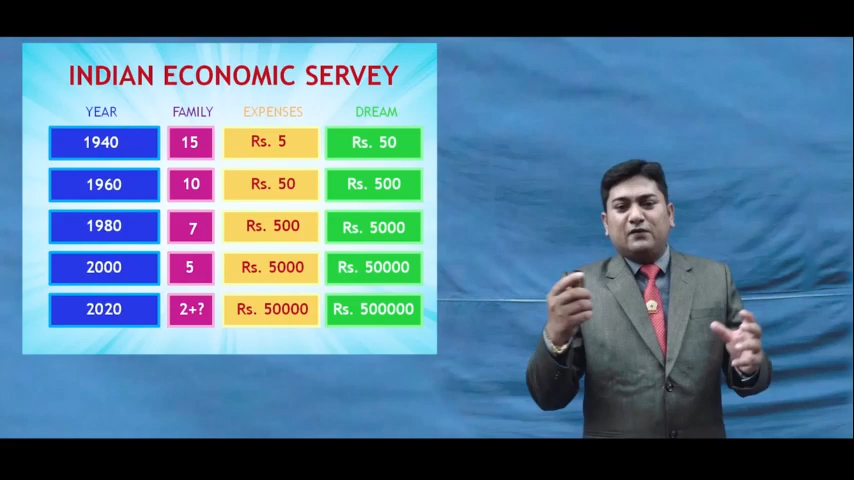 INDIAN ECONOMIC SERVEY
YEAR FAMILY EXPENSES DREAM
1940 15 Rs. 5 Rs. 50
1960 10 Rs. 50 Rs. 500
1980 7 Rs. 500 Rs. 5000
2000 5 Rs. 5000 Rs. 50000
2020 2+? Rs. 50000 Rs. 500000